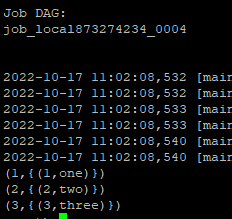 Job DAG:
job_local873274234_0004
2022-10-17 11:02:08,532 [main
2022-10-17 11:02:08,532 [main
2022-10-17 11:02:08,533 [main
2022-10-17 11:02:08,533 [main
2022-10-17 11:02:08,540 [main
2022-10-17 11:02:08,540 [main
(1,{(1,one)})
(2,{(2,two)})
(3,{(3,three)})